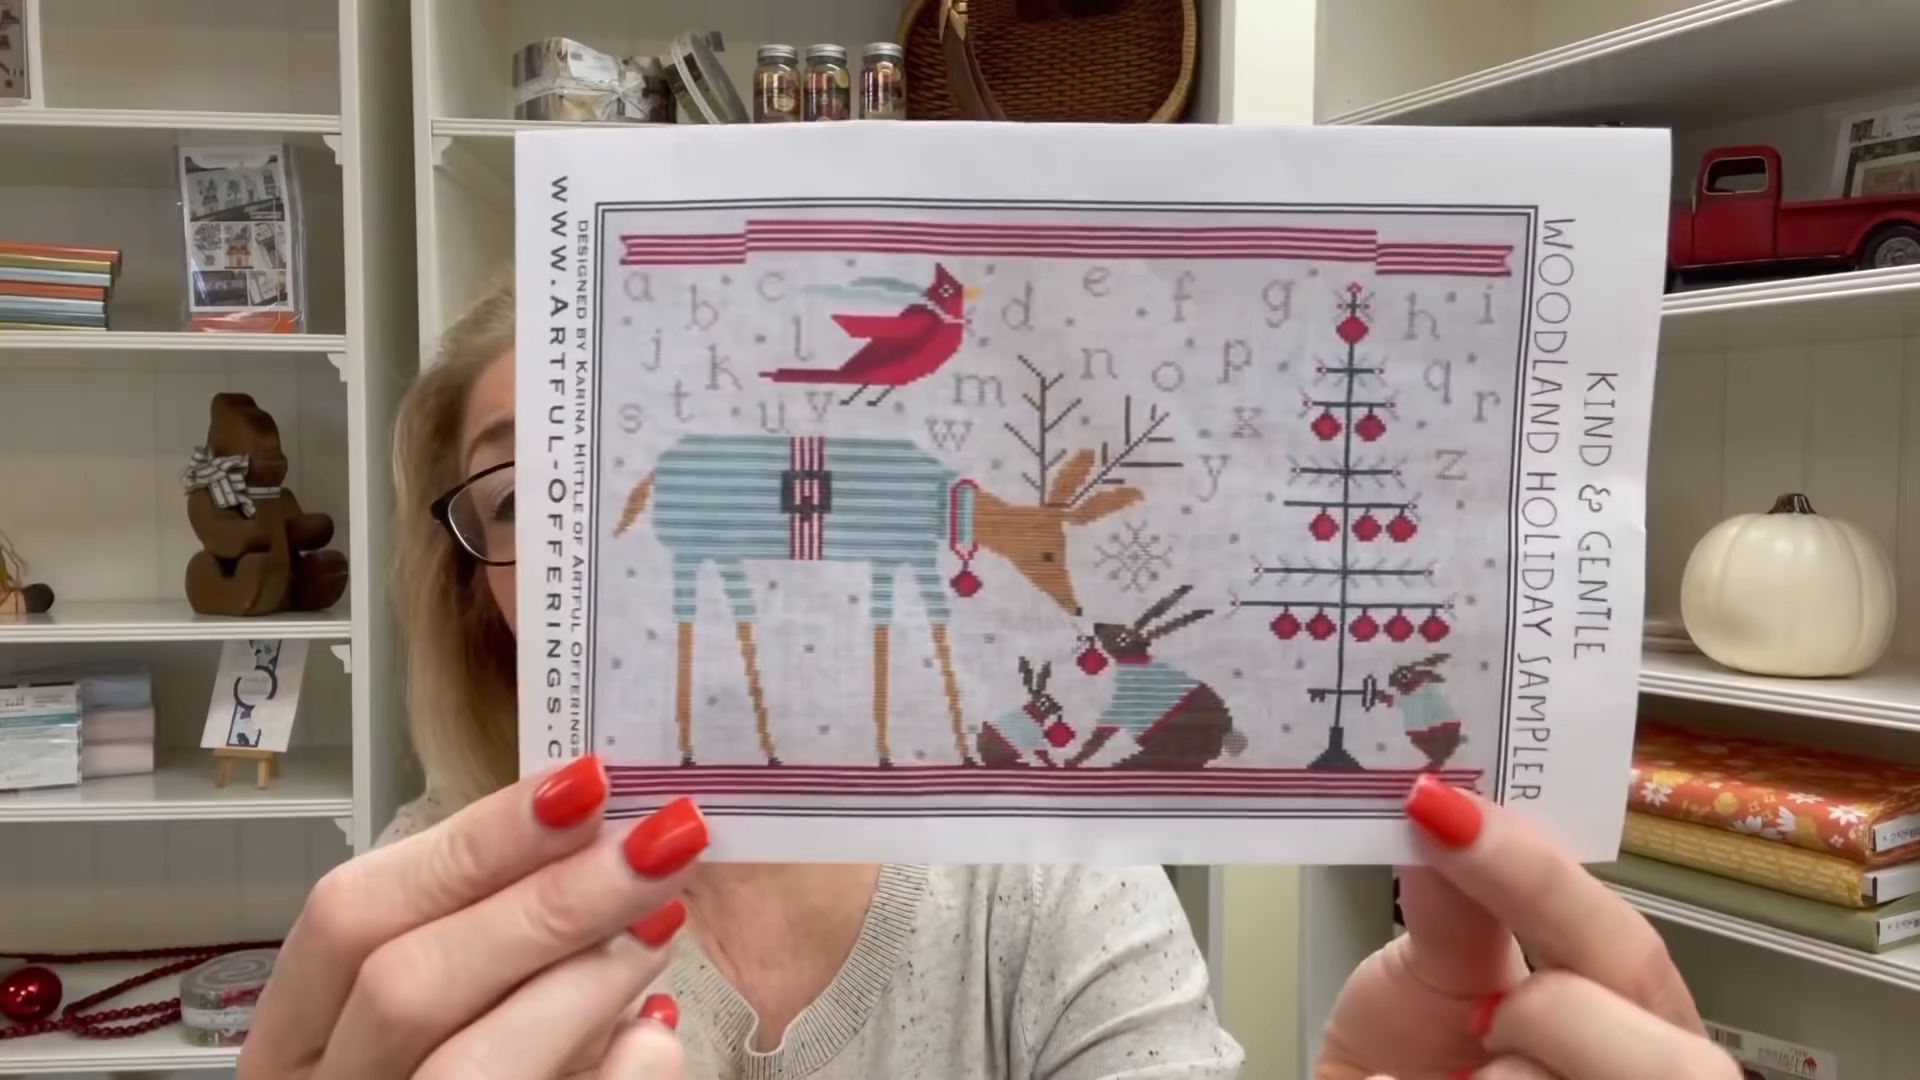 WWW.ARTFUL-OFFERINGS.C
DESIGNED BY KARINA HITTLE OF ARTFUL OFFERINGS
a b c d e f g h i
j k l m n o p q r
s t u v w x y z
KIND & GENTLE
WOODLAND HOLIDAY SAMPLER